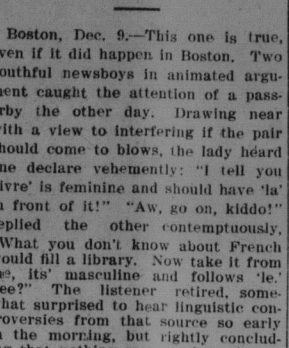 Boston, Dec. 9.—This one is true,
ven if it did happen in Boston. Two
outhful newsboys in animated argu-
ent caught the attention of a pass-
rby the other day. Drawing near
ith a view to interfering if the pair
hould come to blows, the lady heard
ne declare vehemently: "I tell you
ivre' is feminine and should have 'la'
n front of it!" "Aw, go on, kiddo!"
eplied the other contemptuously,
What you don't know about French
ould fill a library. Now take it from
e, its' masculine and follows 'le.'
ee?" The listener retired, some-
hat surprised to hear linguistic con-
roversies from that source so early
n the morning, but rightly conclud-